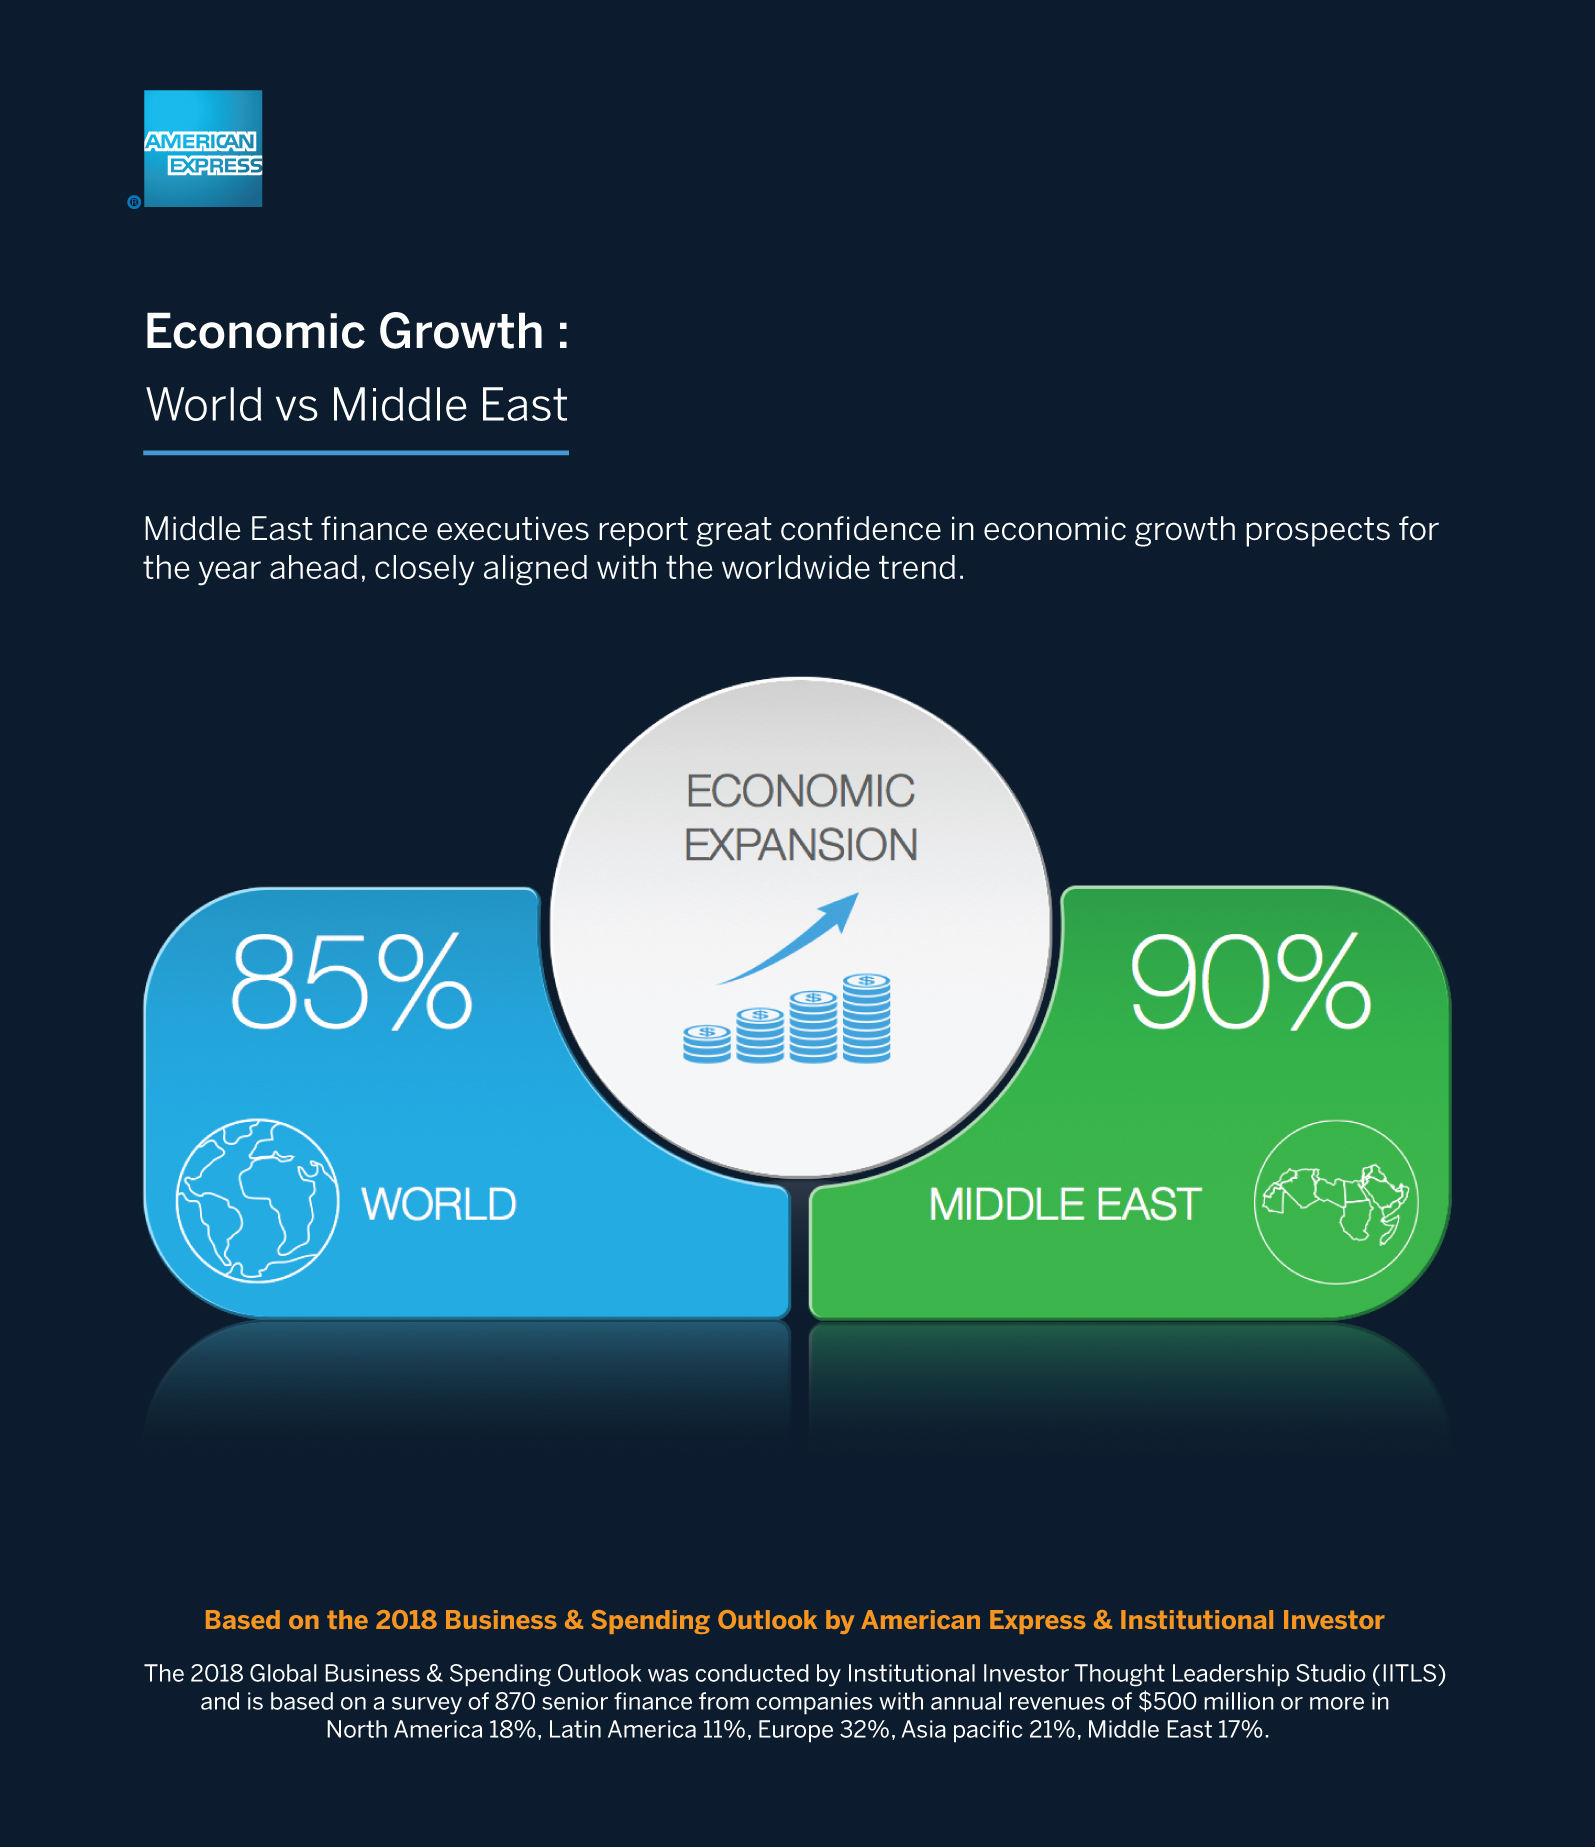 AMERICAN
EXPRESS
®
Economic Growth :
World vs Middle East
Middle East finance executives report great confidence in economic growth prospects for
the year ahead, closely aligned with the worldwide trend.
ECONOMIC
EXPANSION
$ $ $ $
85%
90%
WORLD
MIDDLE EAST
Based on the 2018 Business & Spending Outlook by American Express & Institutional Investor
The 2018 Global Business & Spending Outlook was conducted by Institutional Investor Thought Leadership Studio (IITLS)
and is based on a survey of 870 senior finance from companies with annual revenues of $500 million or more in
North America 18%, Latin America 11%, Europe 32%, Asia pacific 21%, Middle East 17%.